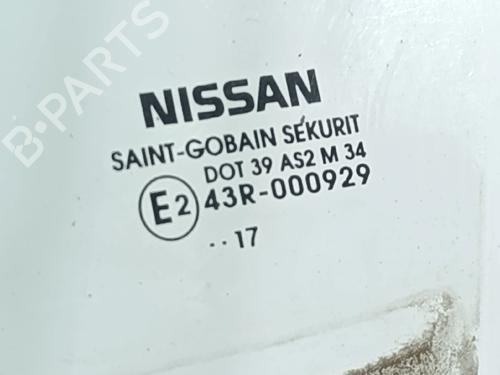 B-PARTS
NISSAN
SAINT-GOBAIN SEKURIT
DOT 39 AS2 M 34
E2 43R-000929
..17